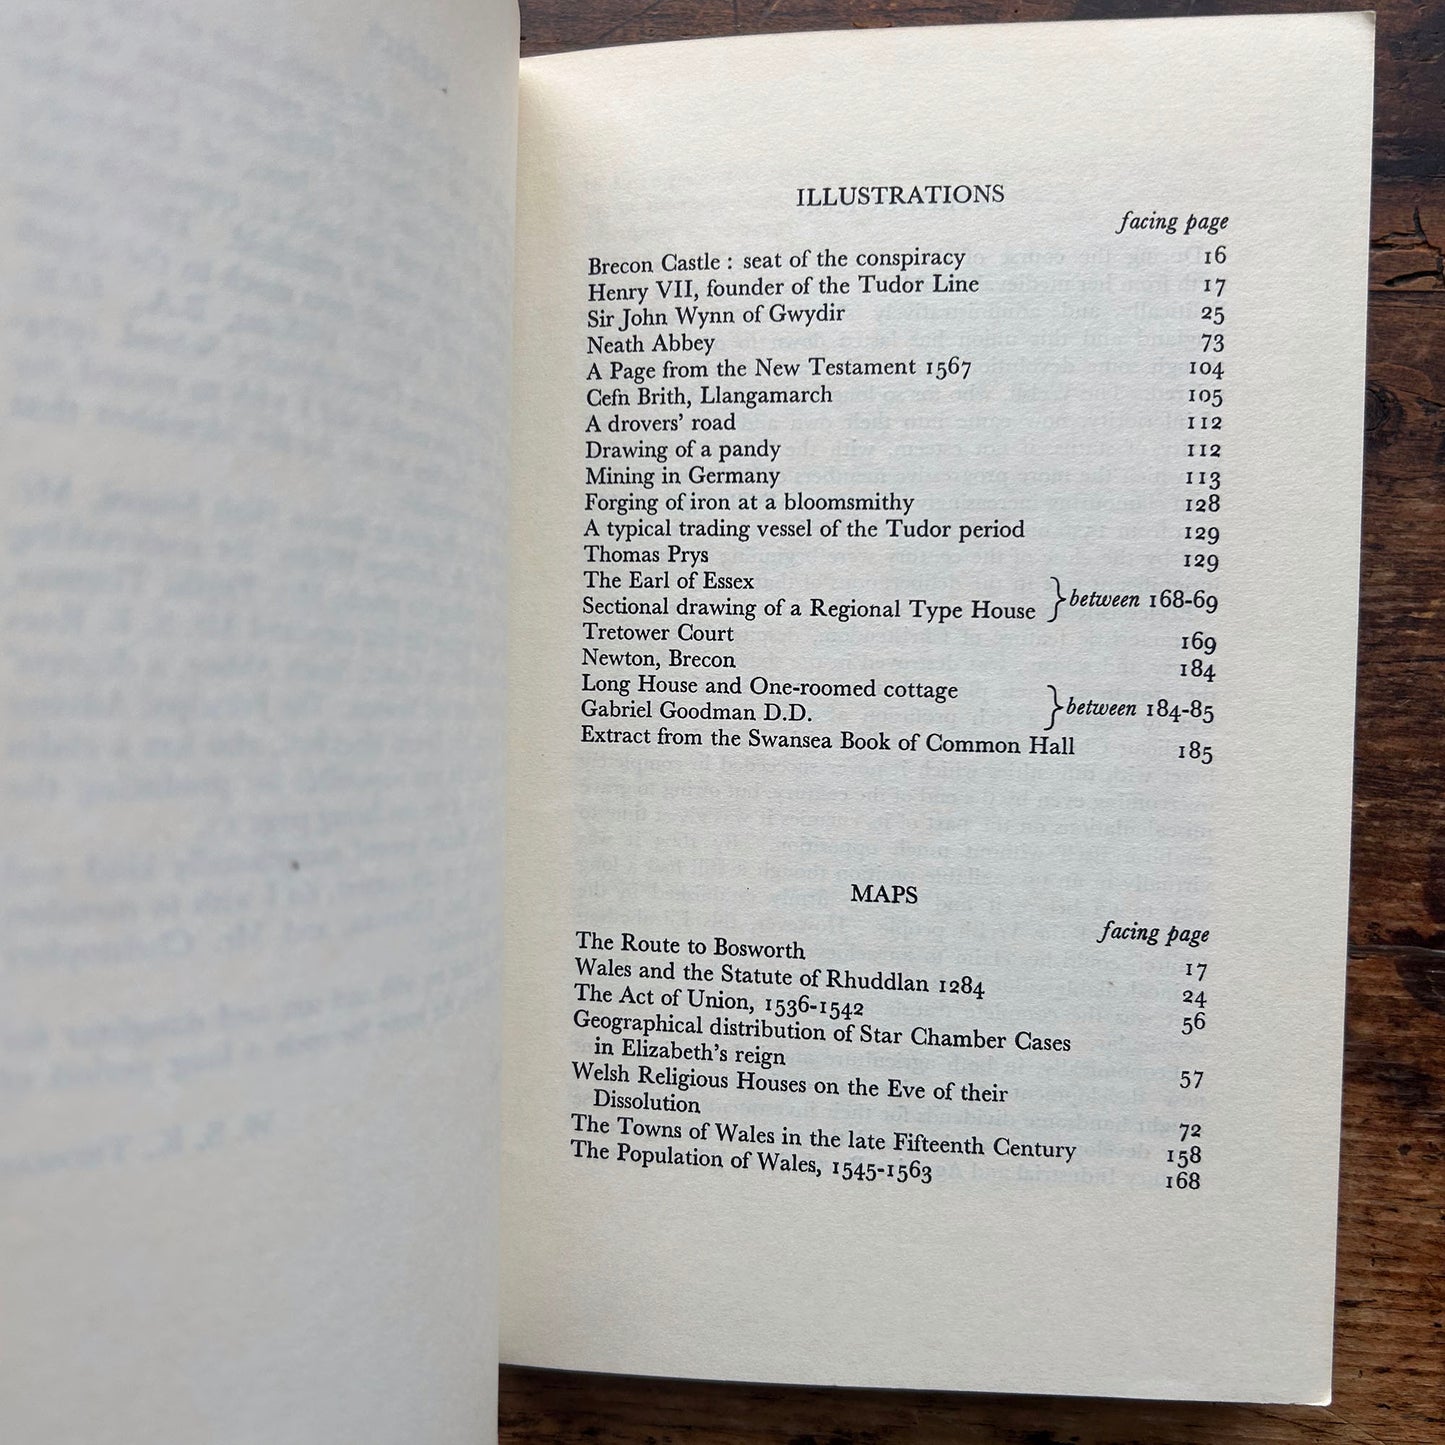 ILLUSTRATIONS
facing page
Brecon Castle : seat of the conspiracy 16
Henry VII, founder of the Tudor Line 17
Sir John Wynn of Gwydir 25
Neath Abbey 73
A Page from the New Testament 1567 104
Cefn Brith, Llangamarch 105
A drovers' road 112
Drawing of a pandy 112
Mining in Germany 113
Forging of iron at a bloomsmithy 128
A typical trading vessel of the Tudor period 129
Thomas Prys 129
The Earl of Essex
Sectional drawing of a Regional Type House } between 168-69
Tretower Court 169
Newton, Brecon 184
Long House and One-roomed cottage
Gabriel Goodman D.D. } between 184-85
Extract from the Swansea Book of Common Hall 185
MAPS
facing page
The Route to Bosworth 17
Wales and the Statute of Rhuddlan 1284 24
The Act of Union, 1536-1542 56
Geographical distribution of Star Chamber Cases
in Elizabeth's reign 57
Welsh Religious Houses on the Eve of their
Dissolution 72
The Towns of Wales in the late Fifteenth Century 158
The Population of Wales, 1545-1563 168